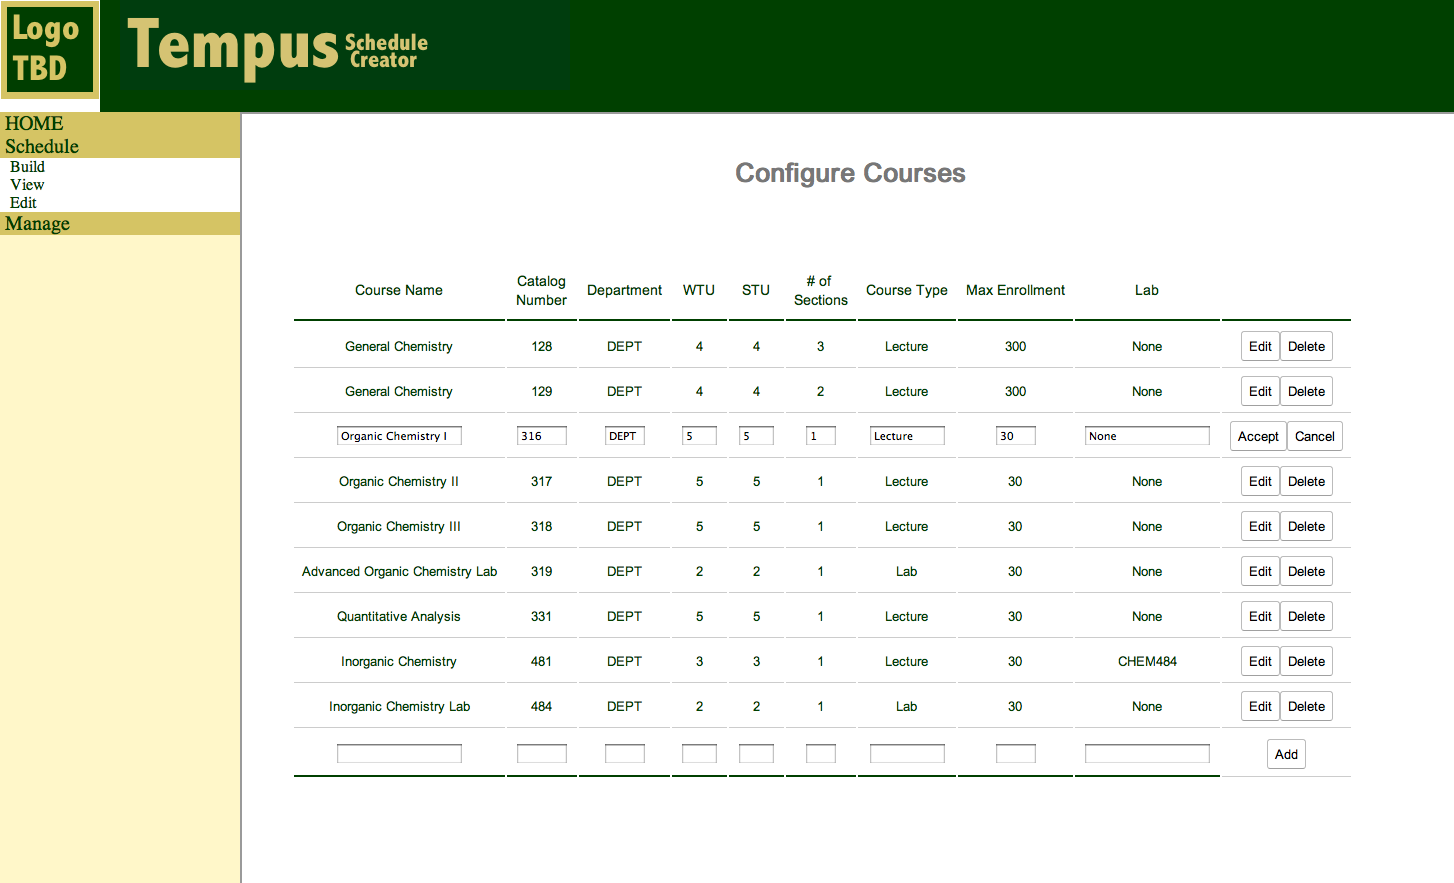 Logo
TBD
Tempus Schedule
Creator
HOME
Schedule
Build
View
Edit
Manage
Configure Courses
Course Name Catalog Number Department WTU STU # of Sections Course Type Max Enrollment Lab
General Chemistry 128 DEPT 4 4 3 Lecture 300 None Edit Delete
General Chemistry 129 DEPT 4 4 2 Lecture 300 None Edit Delete
Organic Chemistry I 316 DEPT 5 5 1 Lecture 30 None Accept Cancel
Organic Chemistry II 317 DEPT 5 5 1 Lecture 30 None Edit Delete
Organic Chemistry III 318 DEPT 5 5 1 Lecture 30 None Edit Delete
Advanced Organic Chemistry Lab 319 DEPT 2 2 1 Lab 30 None Edit Delete
Quantitative Analysis 331 DEPT 5 5 1 Lecture 30 None Edit Delete
Inorganic Chemistry 481 DEPT 3 3 1 Lecture 30 CHEM484 Edit Delete
Inorganic Chemistry Lab 484 DEPT 2 2 1 Lab 30 None Edit Delete
Add